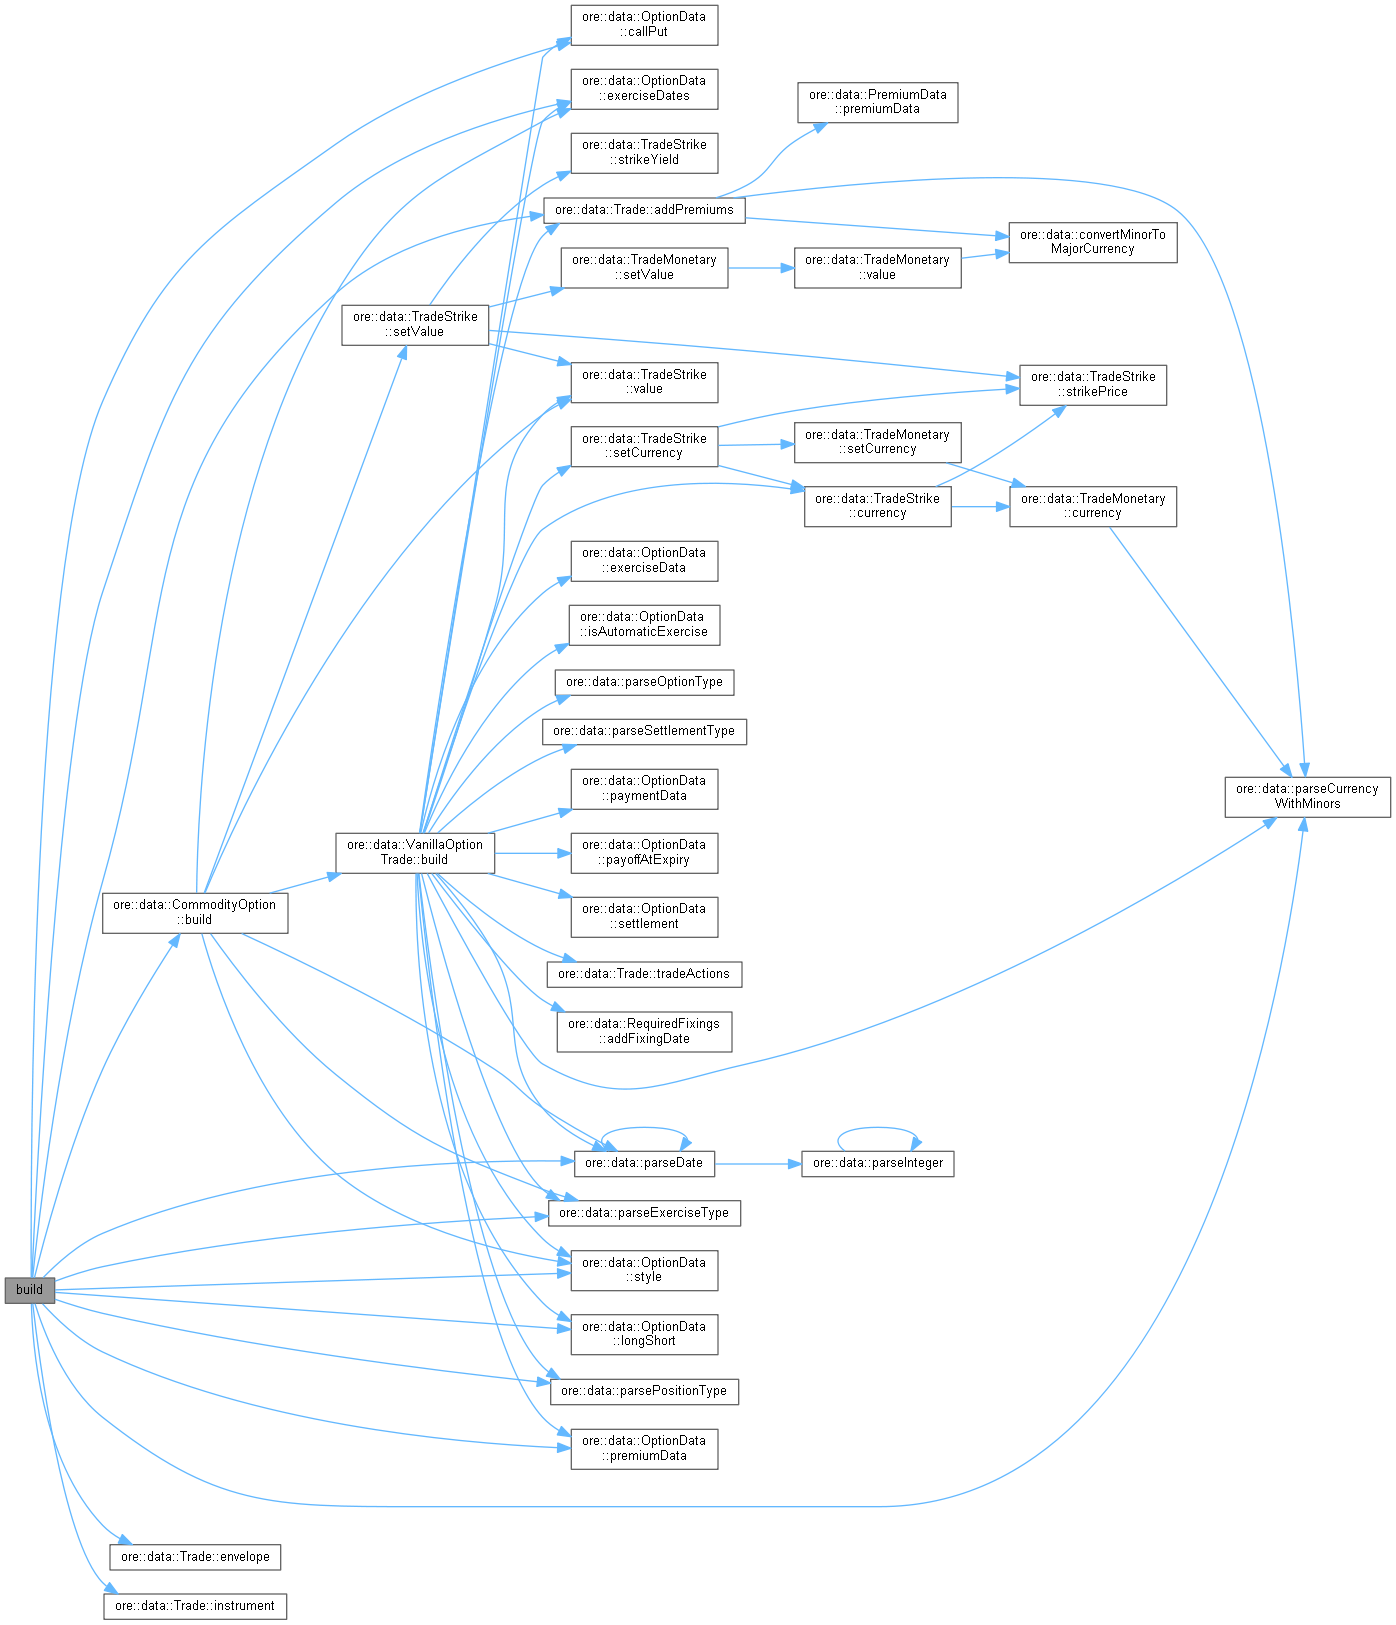 ore::data::OptionData
::callPut
ore::data::OptionData
::exerciseDates
ore::data::PremiumData
::premiumData
ore::data::TradeStrike
::strikeYield
ore::data::Trade::addPremiums
ore::data::convertMinorTo
MajorCurrency
ore::data::TradeMonetary
::setValue
ore::data::TradeMonetary
::value
ore::data::TradeStrike
::setValue
ore::data::TradeStrike
::value
ore::data::TradeStrike
::strikePrice
ore::data::TradeStrike
::setCurrency
ore::data::TradeMonetary
::setCurrency
ore::data::TradeStrike
::currency
ore::data::TradeMonetary
::currency
ore::data::OptionData
::exerciseData
ore::data::OptionData
::isAutomaticExercise
ore::data::parseOptionType
ore::data::parseSettlementType
ore::data::OptionData
::paymentData
ore::data::parseCurrency
WithMinors
ore::data::VanillaOption
Trade::build
ore::data::OptionData
::payoffAtExpiry
ore::data::CommodityOption
::build
ore::data::OptionData
::settlement
ore::data::Trade::tradeActions
ore::data::RequiredFixings
::addFixingDate
ore::data::parseDate
ore::data::parseInteger
ore::data::parseExerciseType
ore::data::OptionData
::style
build
ore::data::OptionData
::longShort
ore::data::parsePositionType
ore::data::OptionData
::premiumData
ore::data::Trade::envelope
ore::data::Trade::instrument